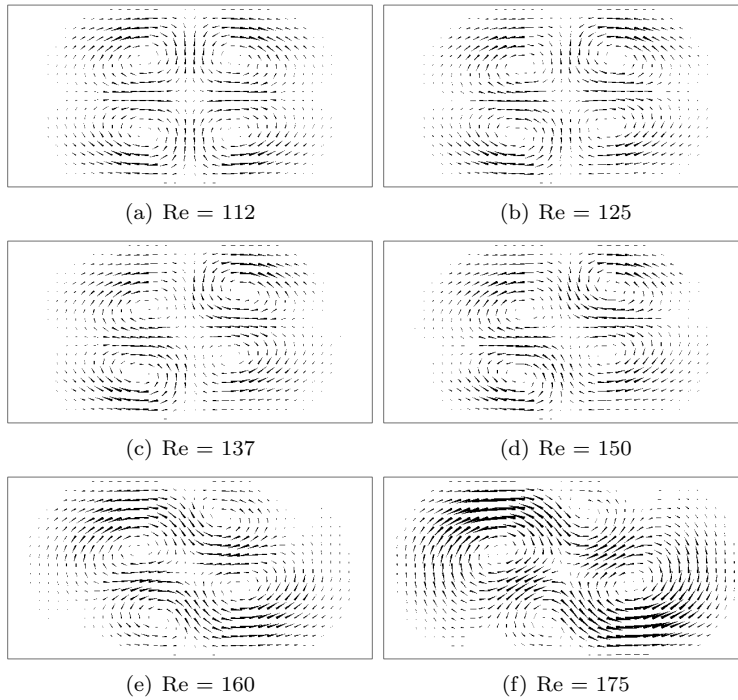 (a) Re = 112
(b) Re = 125
(c) Re = 137
(d) Re = 150
(e) Re = 160
(f) Re = 175